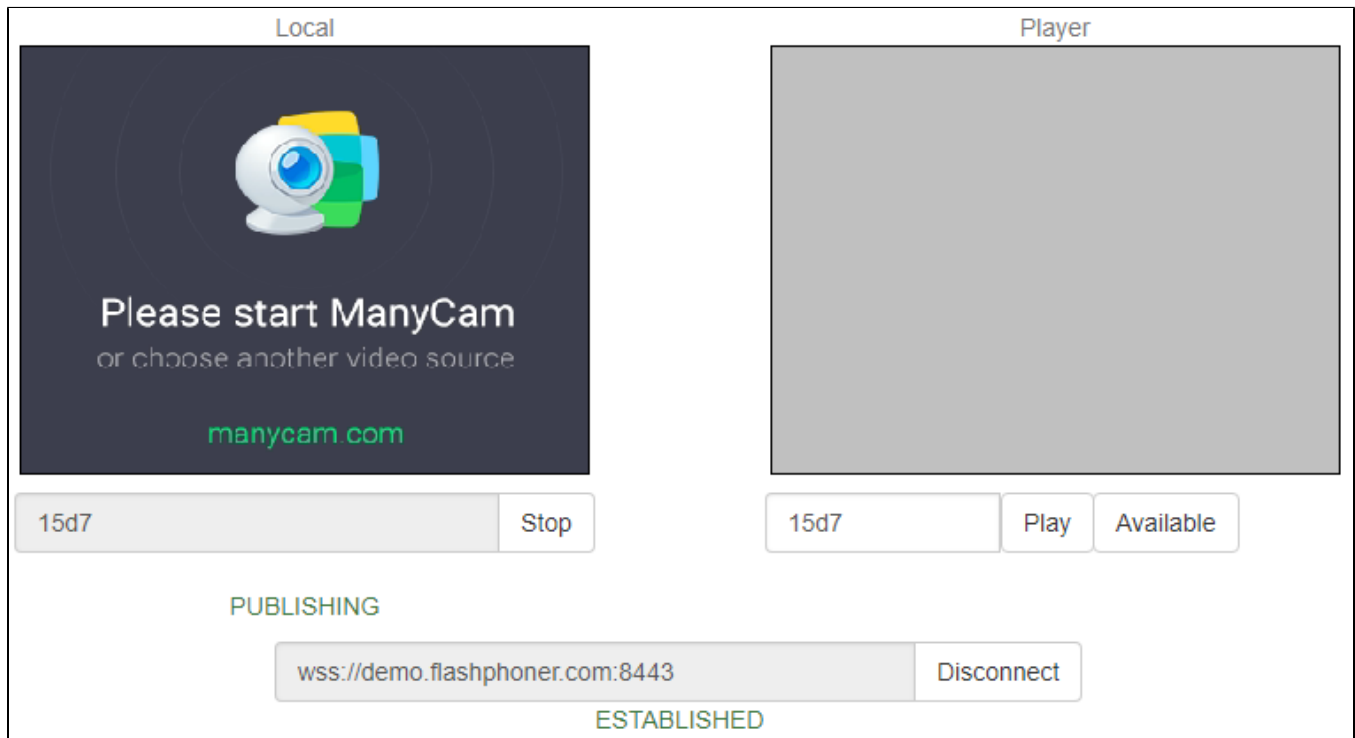 Local
Player
Please start ManyCam
or choose another video source
manycam.com
15d7
Stop
15d7
Play
Available
PUBLISHING
wss://demo.flashphoner.com:8443
Disconnect
ESTABLISHED